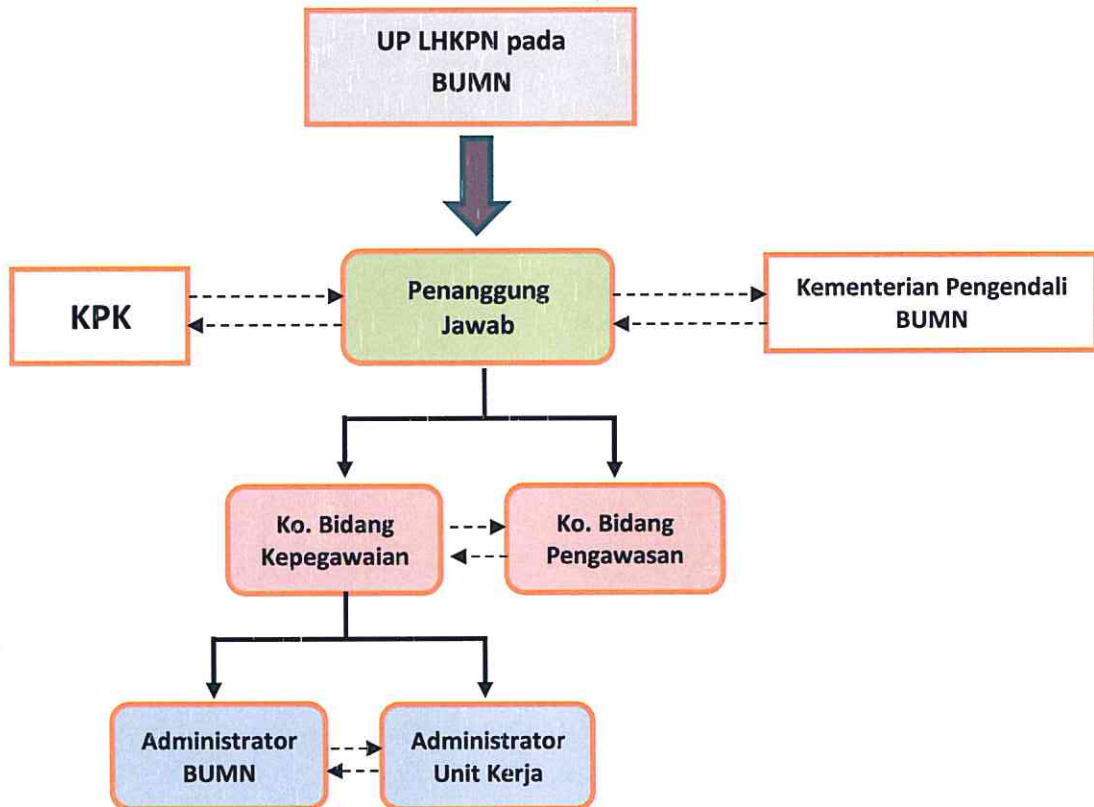 UP LHKPN pada
BUMN
KPK
Penanggung
Jawab
Kementerian Pengendali
BUMN
Ko. Bidang
Kepegawaian
Ko. Bidang
Pengawasan
Administrator
BUMN
Administrator
Unit Kerja